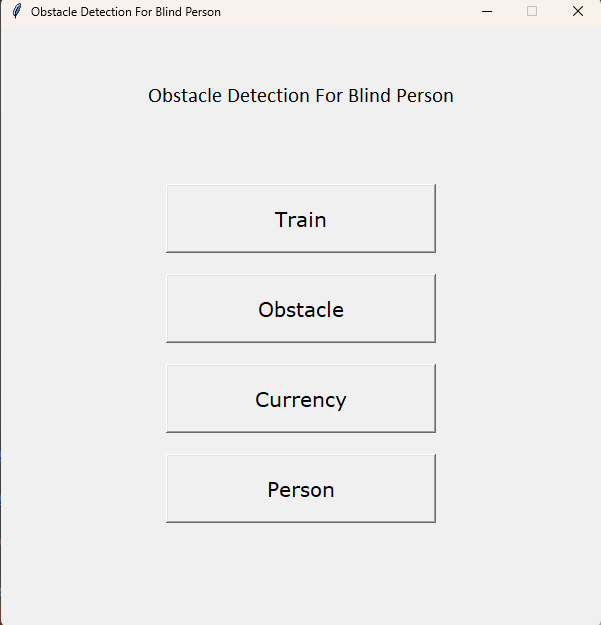 Obstacle Detection For Blind Person
Obstacle Detection For Blind Person
Train
Obstacle
Currency
Person